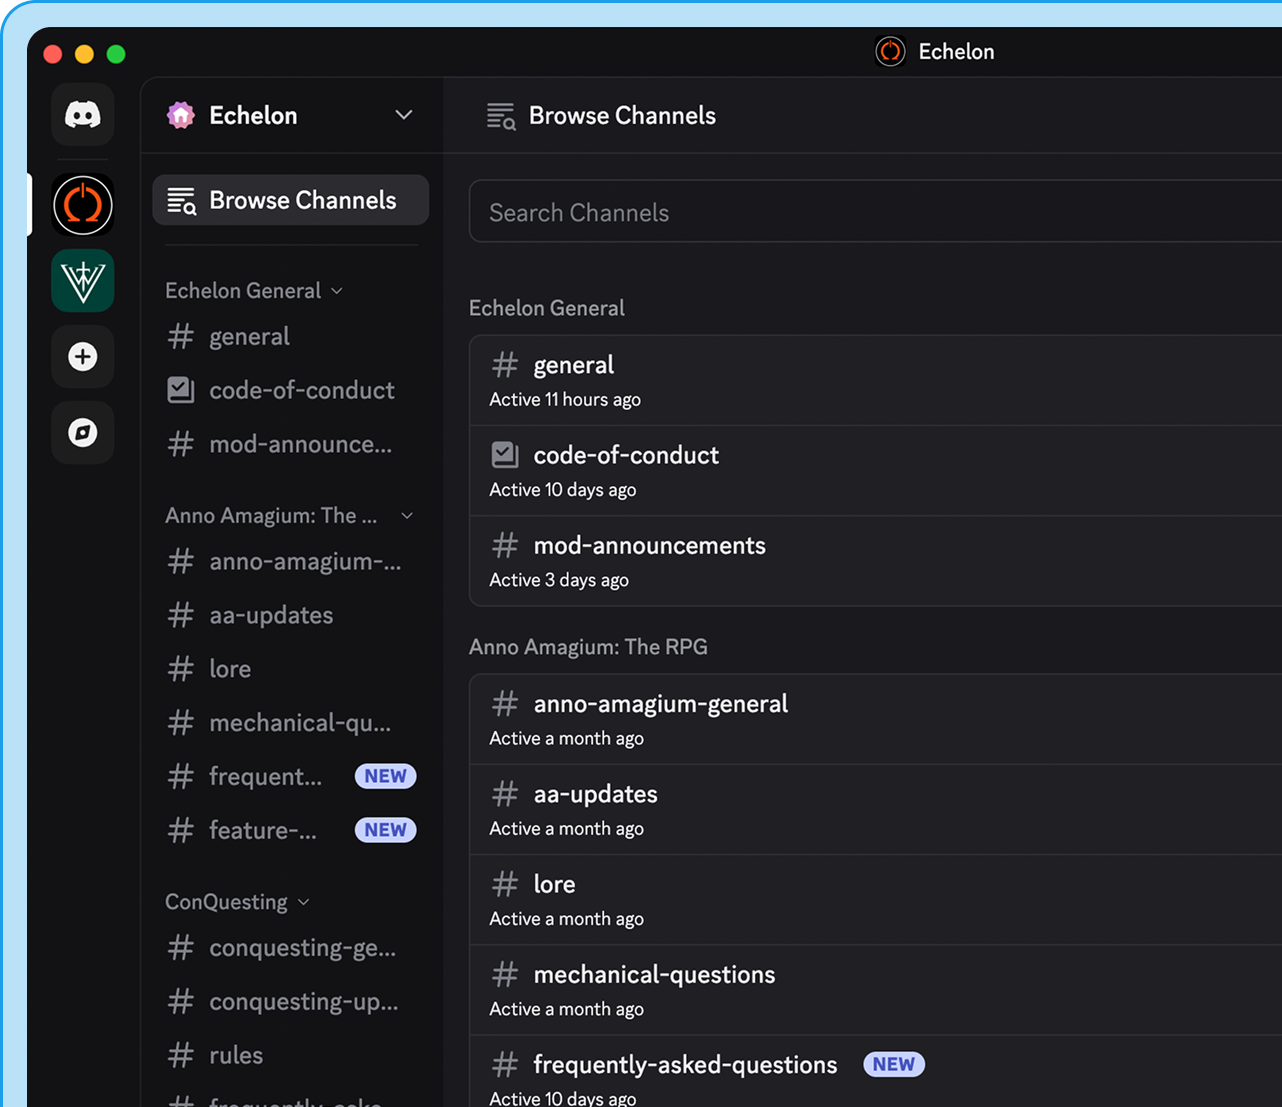 Echelon
Echelon
Browse Channels
Echelon General
general
code-of-conduct
mod-announce...
Anno Amagium: The ...
anno-amagium-...
aa-updates
lore
mechanical-qu...
frequent... NEW
feature-... NEW
ConQuesting
conquesting-ge...
conquesting-up...
rules
frequently-aske
Browse Channels
Search Channels
Echelon General
general
Active 11 hours ago
code-of-conduct
Active 10 days ago
mod-announcements
Active 3 days ago
Anno Amagium: The RPG
anno-amagium-general
Active a month ago
aa-updates
Active a month ago
lore
Active a month ago
mechanical-questions
Active a month ago
frequently-asked-questions NEW
Active 10 days ago